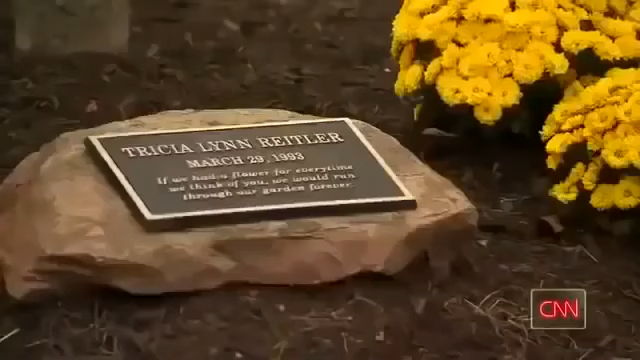 TRICIA LYNN REITLER
MARCH 29, 1993
If we had a flower for everytime
we think of you, we would run
through our garden forever.
CNN